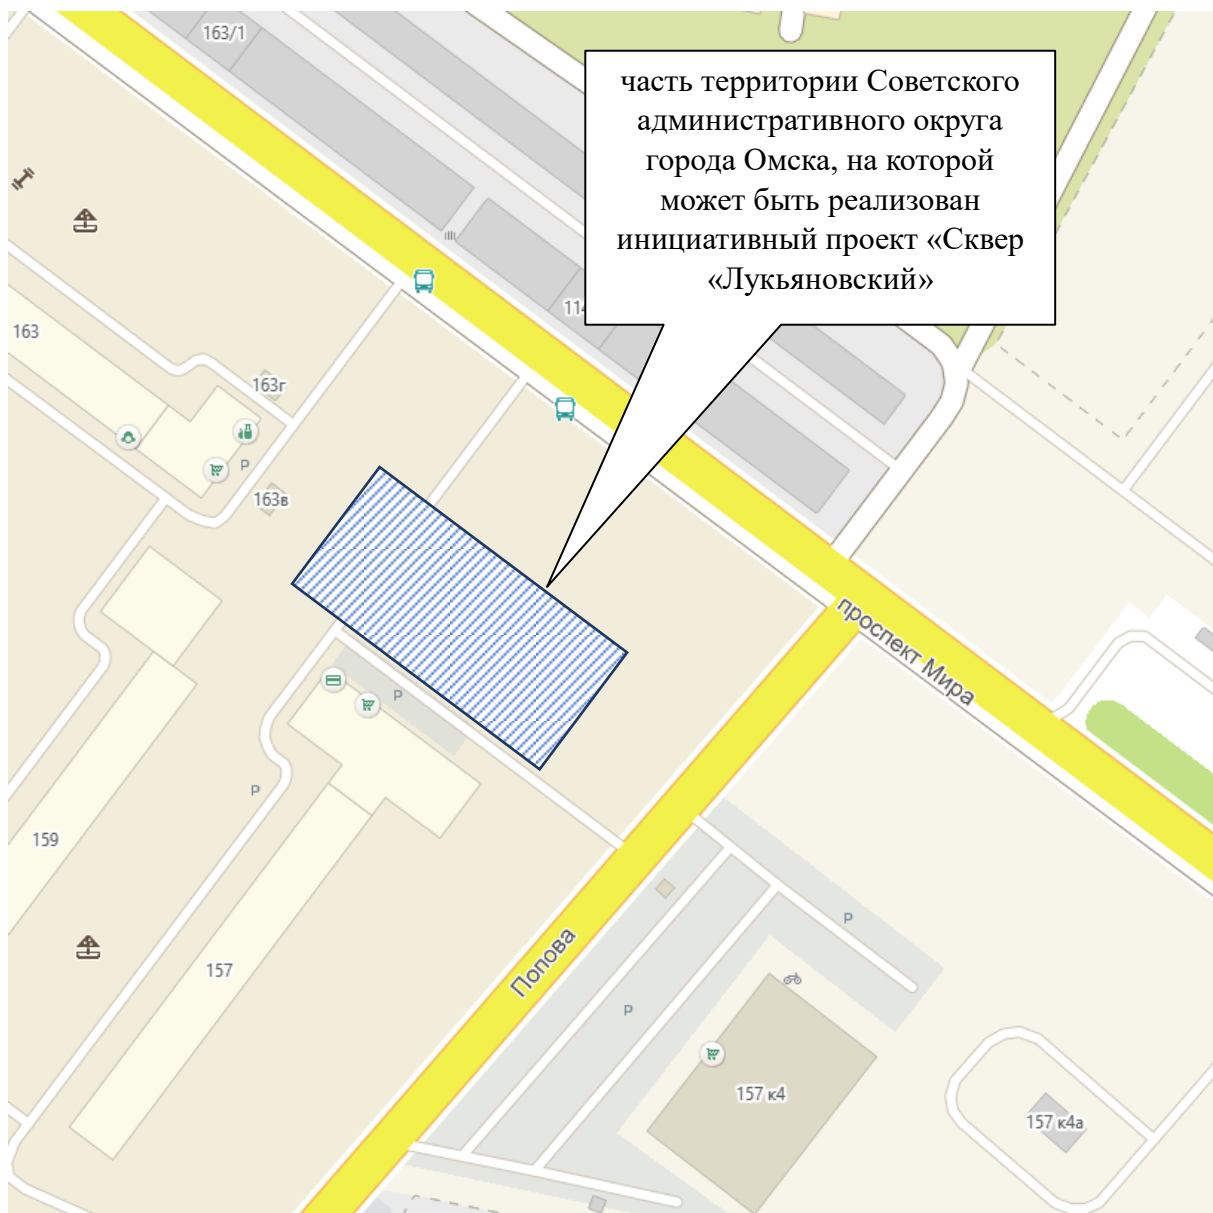 163/1
часть территории Советского
административного округа
города Омска, на которой
может быть реализован
инициативный проект «Сквер
«Лукьяновский»
163
163г
Р
163в
проспект Мира
Р
Р
159
157
Попова
Р
Р
157 к4
157 к4а